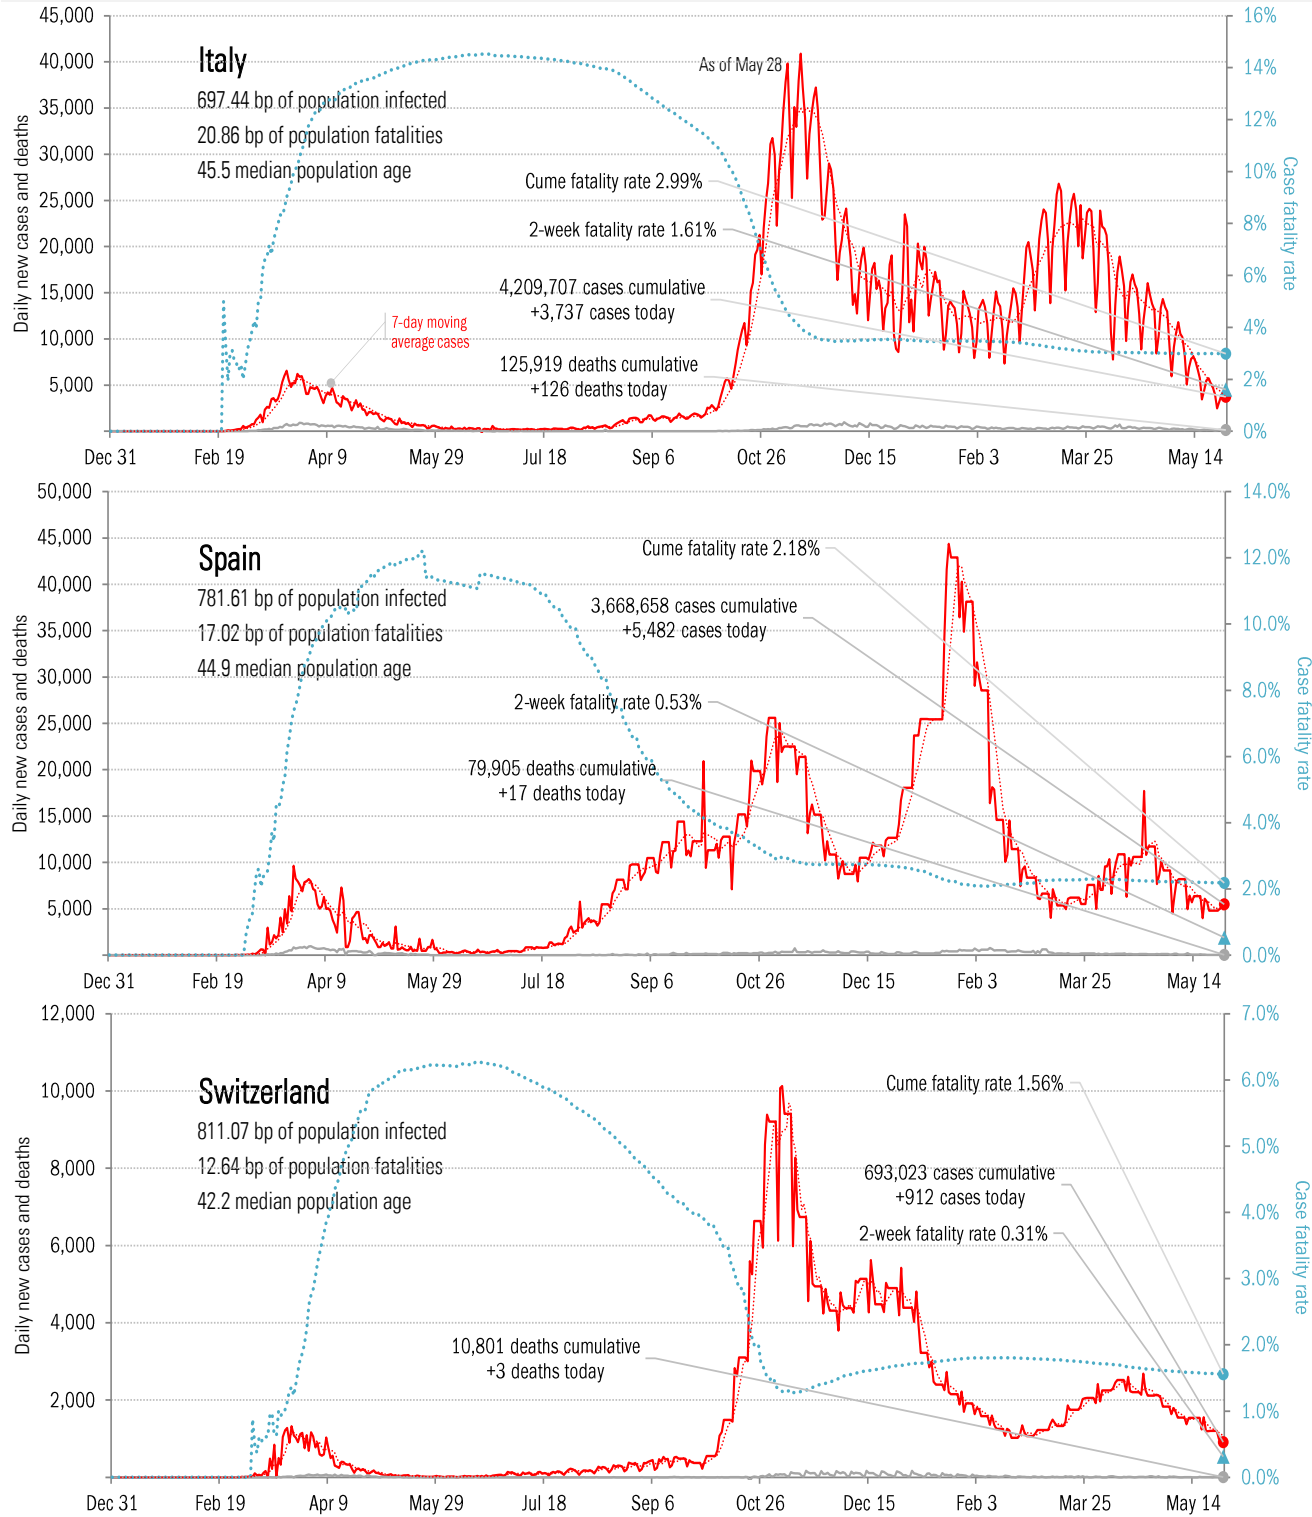 45,000
40,000
35,000
30,000
25,000
20,000
15,000
10,000
5,000
Daily new cases and deaths
Italy
697.44 bp of population infected
20.86 bp of population fatalities
45.5 median population age
As of May 28
Cume fatality rate 2.99%
2-week fatality rate 1.61%
4,209,707 cases cumulative
+3,737 cases today
7-day moving
average cases
125,919 deaths cumulative
+126 deaths today
16%
14%
12%
10%
8%
6%
4%
2%
0%
Case fatality rate
Dec 31
Feb 19
Apr 9
May 29
Jul 18
Sep 6
Oct 26
Dec 15
Feb 3
Mar 25
May 14
50,000
45,000
40,000
35,000
30,000
25,000
20,000
15,000
10,000
5,000
Daily new cases and deaths
Spain
781.61 bp of population infected
17.02 bp of population fatalities
44.9 median population age
Cume fatality rate 2.18%
3,668,658 cases cumulative
+5,482 cases today
2-week fatality rate 0.53%
79,905 deaths cumulative
+17 deaths today
14.0%
12.0%
10.0%
8.0%
6.0%
4.0%
2.0%
0.0%
Case fatality rate
Dec 31
Feb 19
Apr 9
May 29
Jul 18
Sep 6
Oct 26
Dec 15
Feb 3
Mar 25
May 14
12,000
10,000
8,000
6,000
4,000
2,000
Daily new cases and deaths
Switzerland
811.07 bp of population infected
12.64 bp of population fatalities
42.2 median population age
Cume fatality rate 1.56%
693,023 cases cumulative
+912 cases today
2-week fatality rate 0.31%
10,801 deaths cumulative
+3 deaths today
7.0%
6.0%
5.0%
4.0%
3.0%
2.0%
1.0%
0.0%
Case fatality rate
Dec 31
Feb 19
Apr 9
May 29
Jul 18
Sep 6
Oct 26
Dec 15
Feb 3
Mar 25
May 14